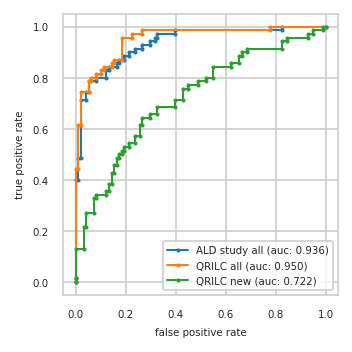 1.0
0.8
0.6
0.4
0.2
0.0
true positive rate
0.0 0.2 0.4 0.6 0.8 1.0
false positive rate
ALD study all (auc: 0.936)
QRILC all (auc: 0.950)
QRILC new (auc: 0.722)